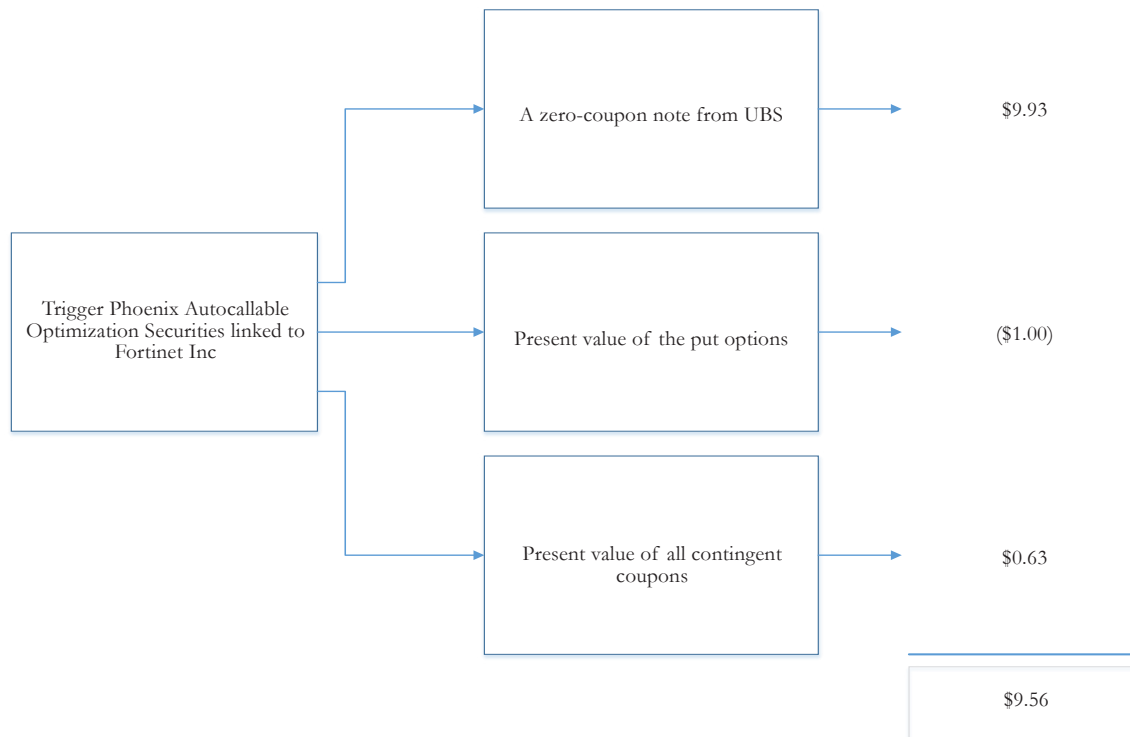 A zero-coupon note from UBS
$9.93
Trigger Phoenix Autocallable
Optimization Securities linked to
Fortinet Inc
Present value of the put options
($1.00)
Present value of all contingent
coupons
$0.63
$9.56